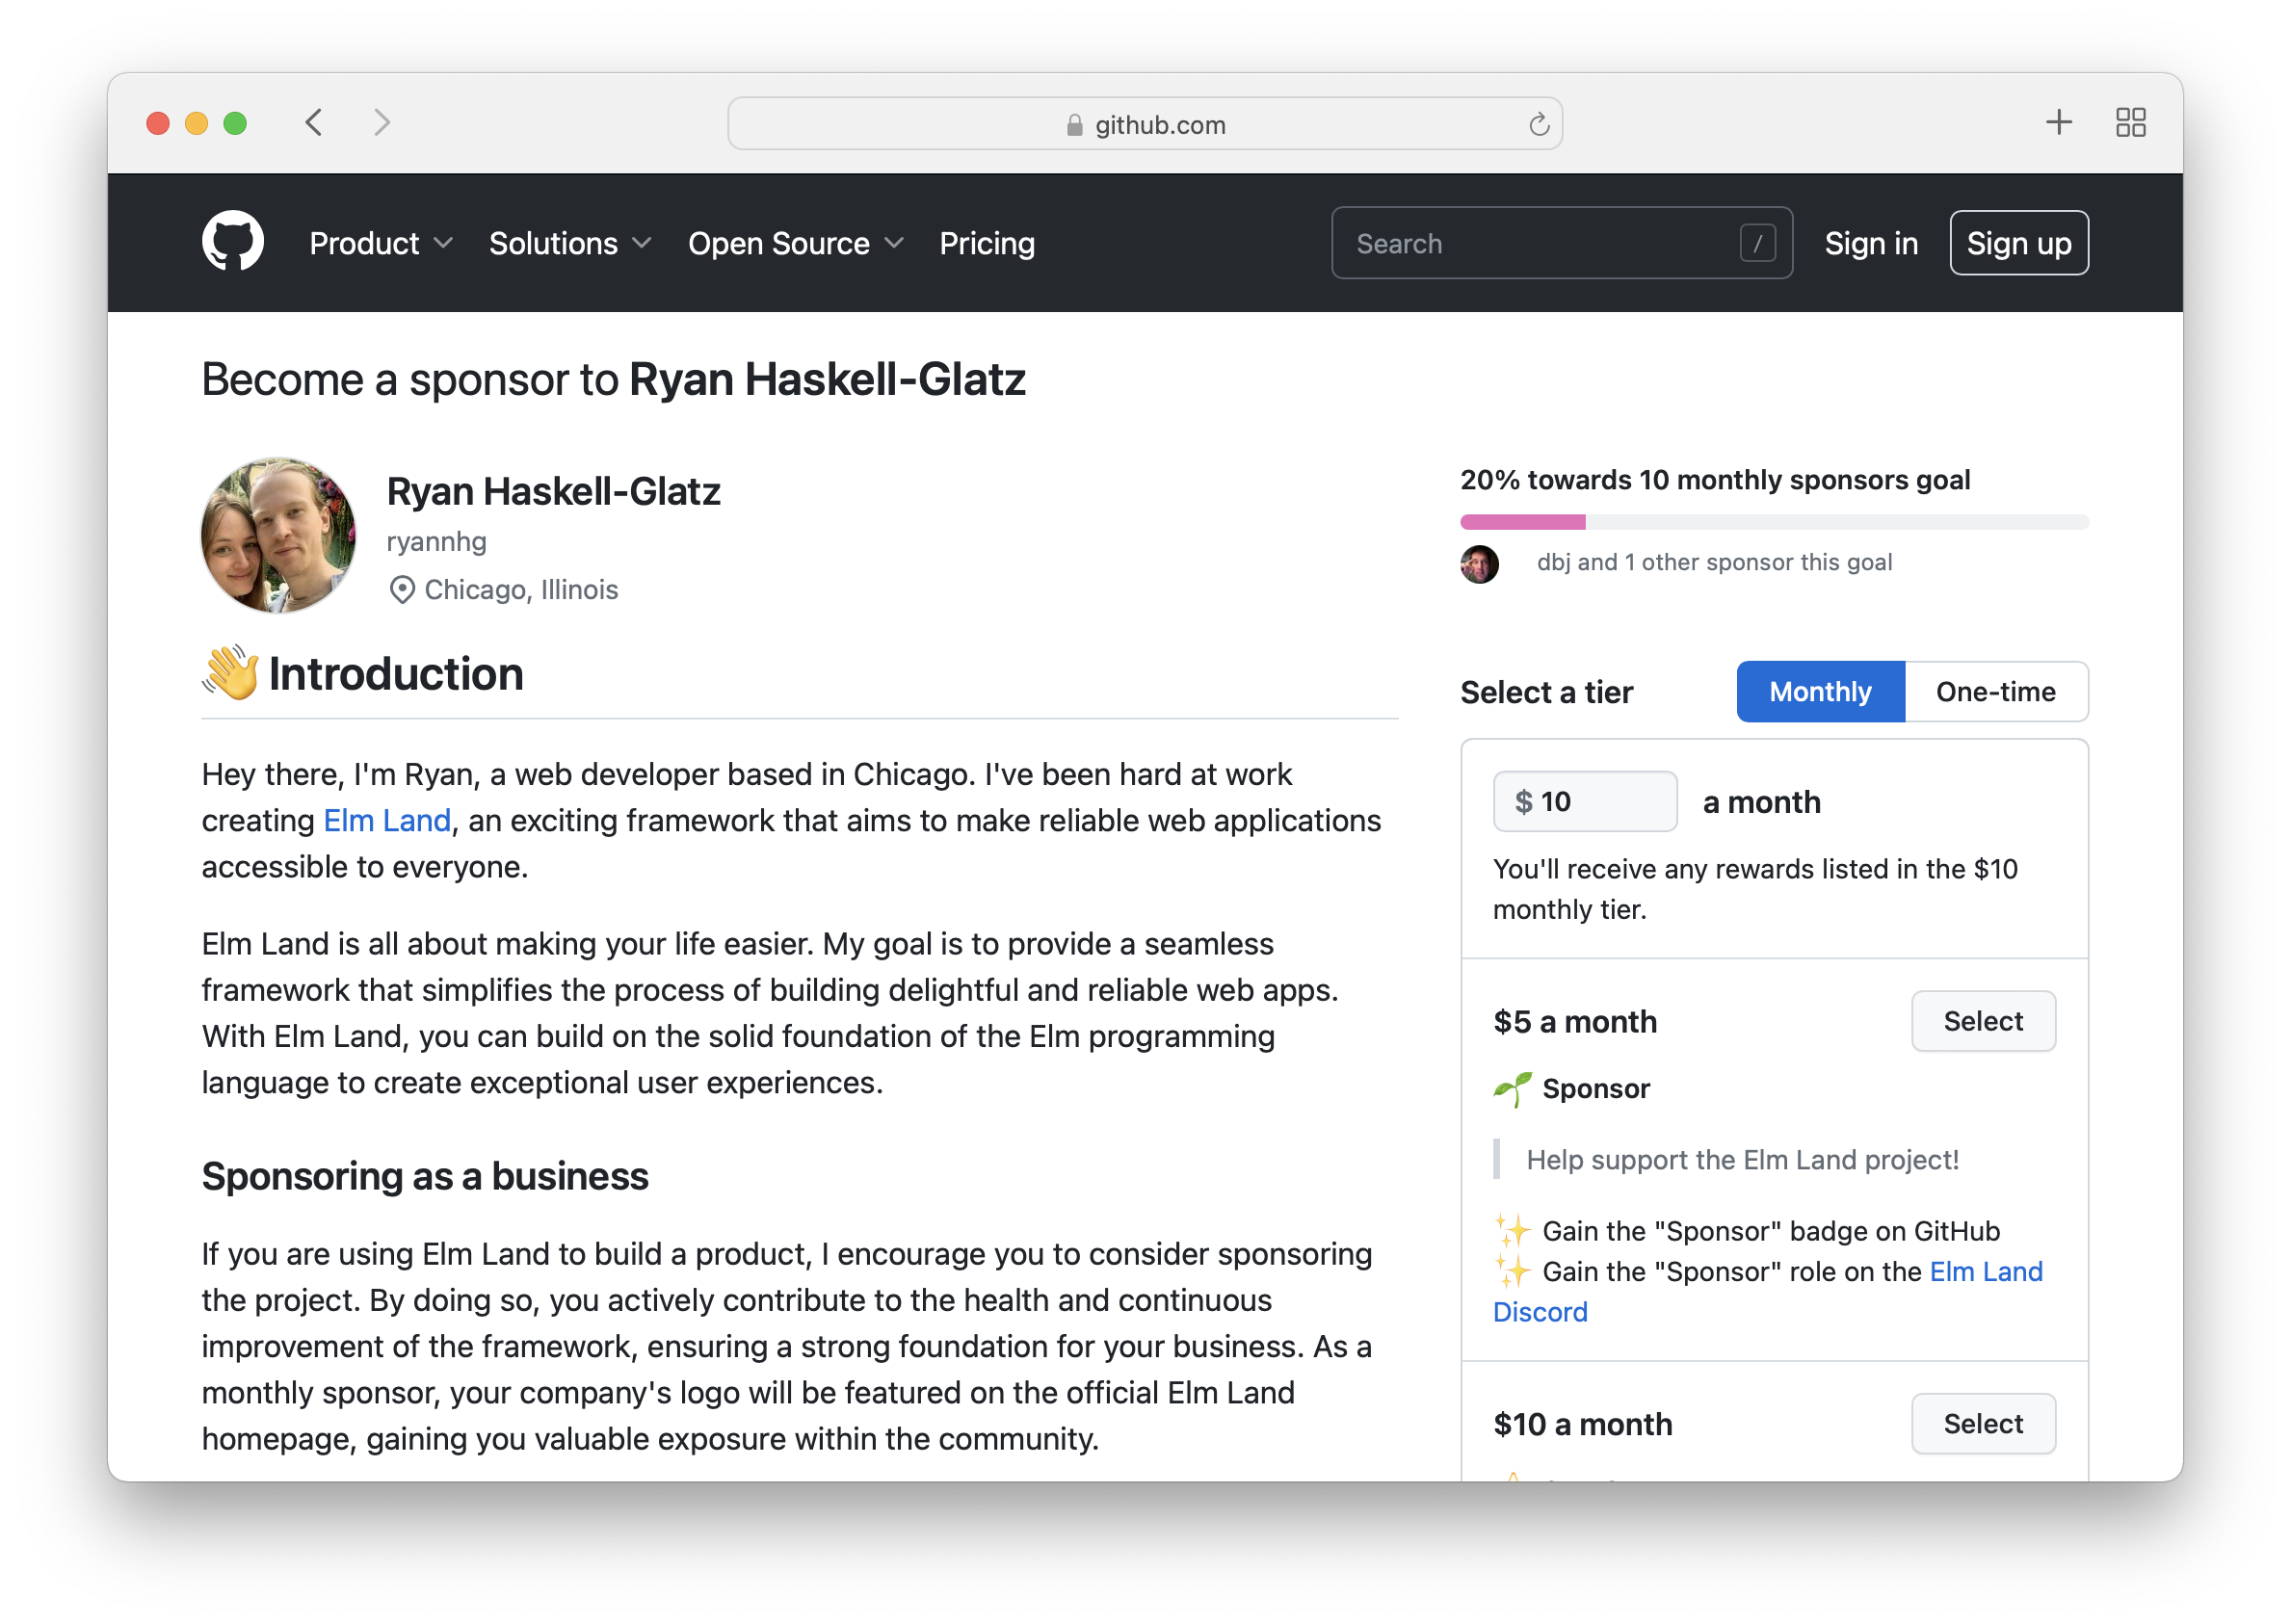 github.com
Product
Solutions
Open Source
Pricing
Search
/
Sign in
Sign up
Become a sponsor to Ryan Haskell-Glatz
Ryan Haskell-Glatz
ryannhg
Chicago, Illinois
👋 Introduction
Hey there, I'm Ryan, a web developer based in Chicago. I've been hard at work
creating Elm Land, an exciting framework that aims to make reliable web applications
accessible to everyone.
Elm Land is all about making your life easier. My goal is to provide a seamless
framework that simplifies the process of building delightful and reliable web apps.
With Elm Land, you can build on the solid foundation of the Elm programming
language to create exceptional user experiences.
Sponsoring as a business
If you are using Elm Land to build a product, I encourage you to consider sponsoring
the project. By doing so, you actively contribute to the health and continuous
improvement of the framework, ensuring a strong foundation for your business. As a
monthly sponsor, your company's logo will be featured on the official Elm Land
homepage, gaining you valuable exposure within the community.
20% towards 10 monthly sponsors goal
dbj and 1 other sponsor this goal
Select a tier
Monthly
One-time
$ 10 a month
You'll receive any rewards listed in the $10
monthly tier.
$5 a month
Select
🌱 Sponsor
Help support the Elm Land project!
✨ Gain the "Sponsor" badge on GitHub
✨ Gain the "Sponsor" role on the Elm Land
Discord
$10 a month
Select